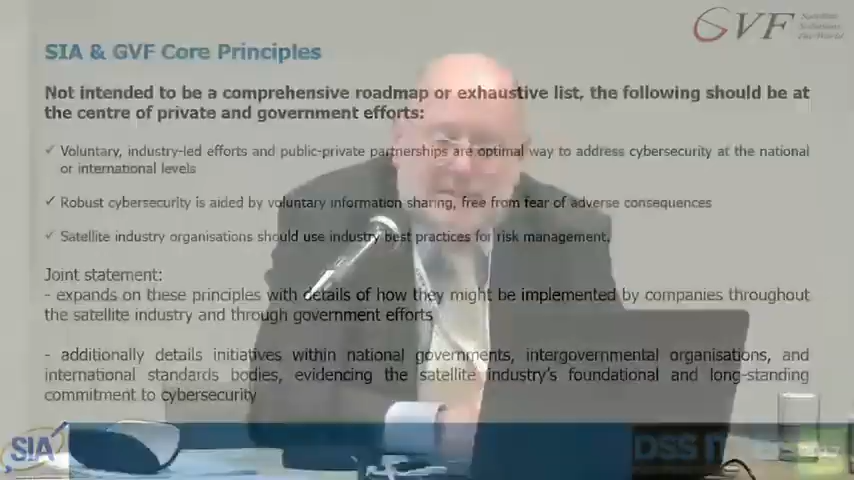 GVF
Satellite
Solutions
SIA & GVF Core Principles
Not intended to be a comprehensive roadmap or exhaustive list, the following should be at
the centre of private and government efforts:
✓ Voluntary, industry-led efforts and public-private partnerships are optimal way to address cybersecurity at the national
or international levels
✓ Robust cybersecurity is aided by voluntary information sharing, free from fear of adverse consequences
✓ Satellite industry organisations should use industry best practices for risk management.
Joint statement:
- expands on these principles with details of how they might be implemented by companies throughout
the satellite industry and through government efforts
- additionally details initiatives within national governments, intergovernmental organisations, and
international standards bodies, evidencing the satellite industry's foundational and long-standing
commitment to cybersecurity
SIA
DSS